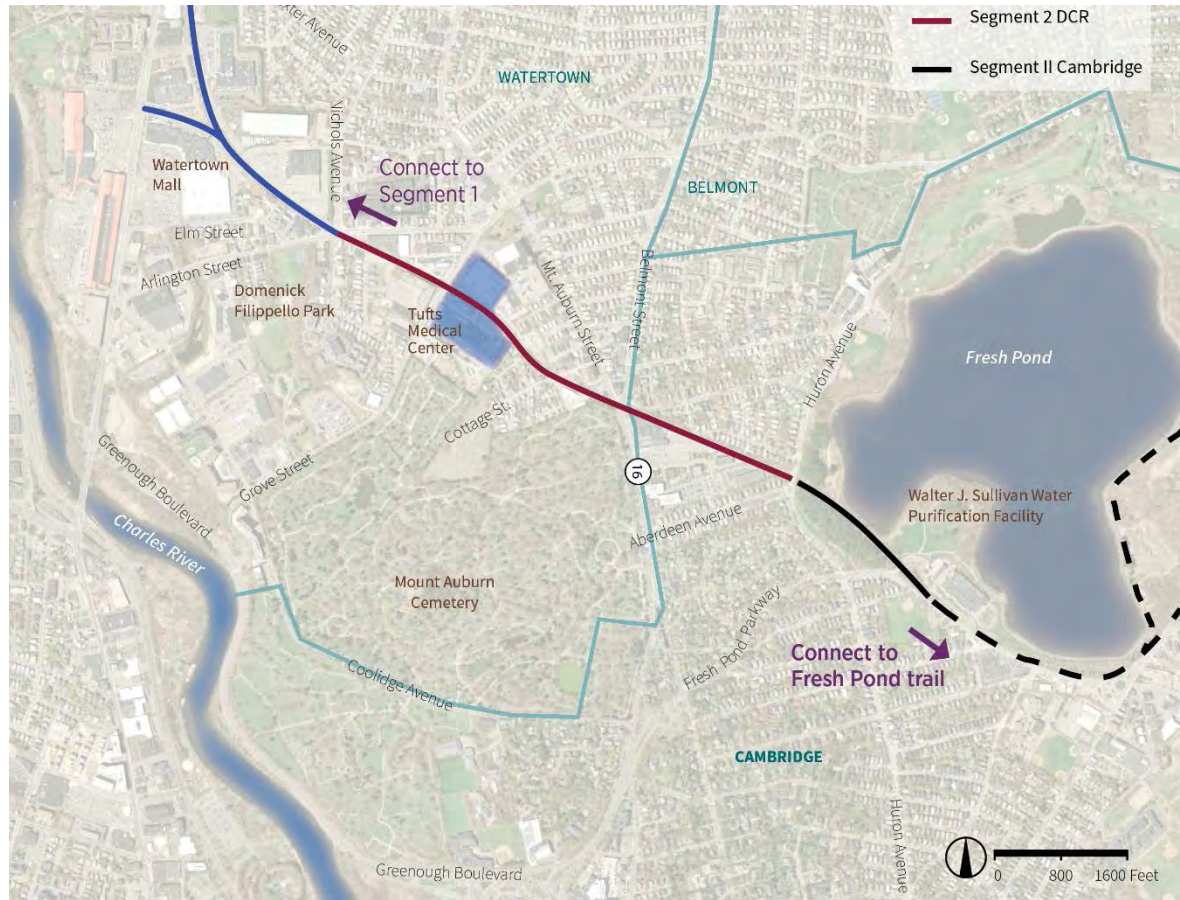 Segment 2 DCR
Segment II Cambridge
WATERTOWN
Nichols Avenue
Connect to
Segment 1
Watertown
Mall
BELMONT
Elm Street
Arlington Street
Domenick
Filippello Park
Tufts
Medical
Center
Mt. Auburn Street
Belmont Street
Huron Avenue
Fresh Pond
Cottage St.
Grove Street
Greenough Boulevard
Charles River
16
Aberdeen Avenue
Walter J. Sullivan Water
Purification Facility
Mount Auburn
Cemetery
Coolidge Avenue
Fresh Pond Parkway
Connect to
Fresh Pond trail
CAMBRIDGE
Huron Avenue
Greenough Boulevard
0 800 1600 Feet